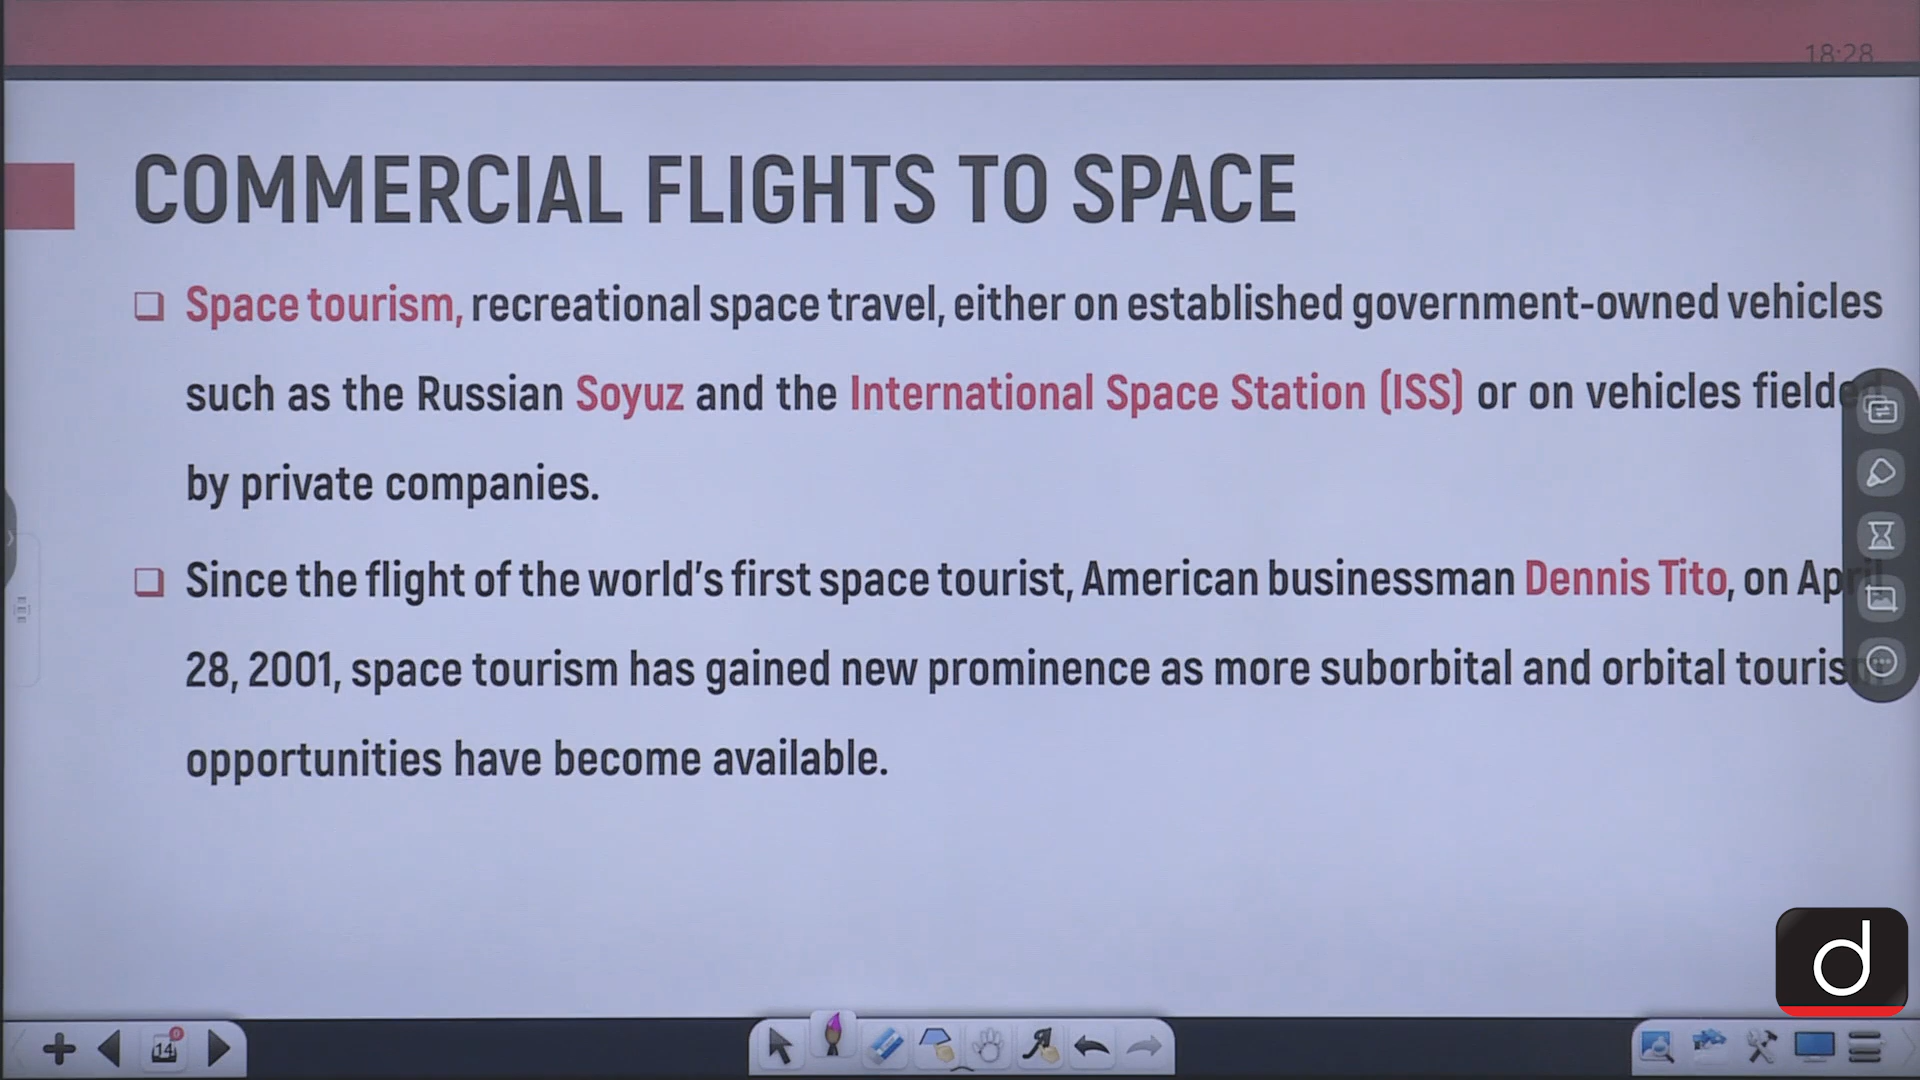 18:28
COMMERCIAL FLIGHTS TO SPACE
Space tourism, recreational space travel, either on established government-owned vehicles
such as the Russian Soyuz and the International Space Station (ISS) or on vehicles fielded
by private companies.
Since the flight of the world's first space tourist, American businessman Dennis Tito, on April
28, 2001, space tourism has gained new prominence as more suborbital and orbital tourism
opportunities have become available.
d
14